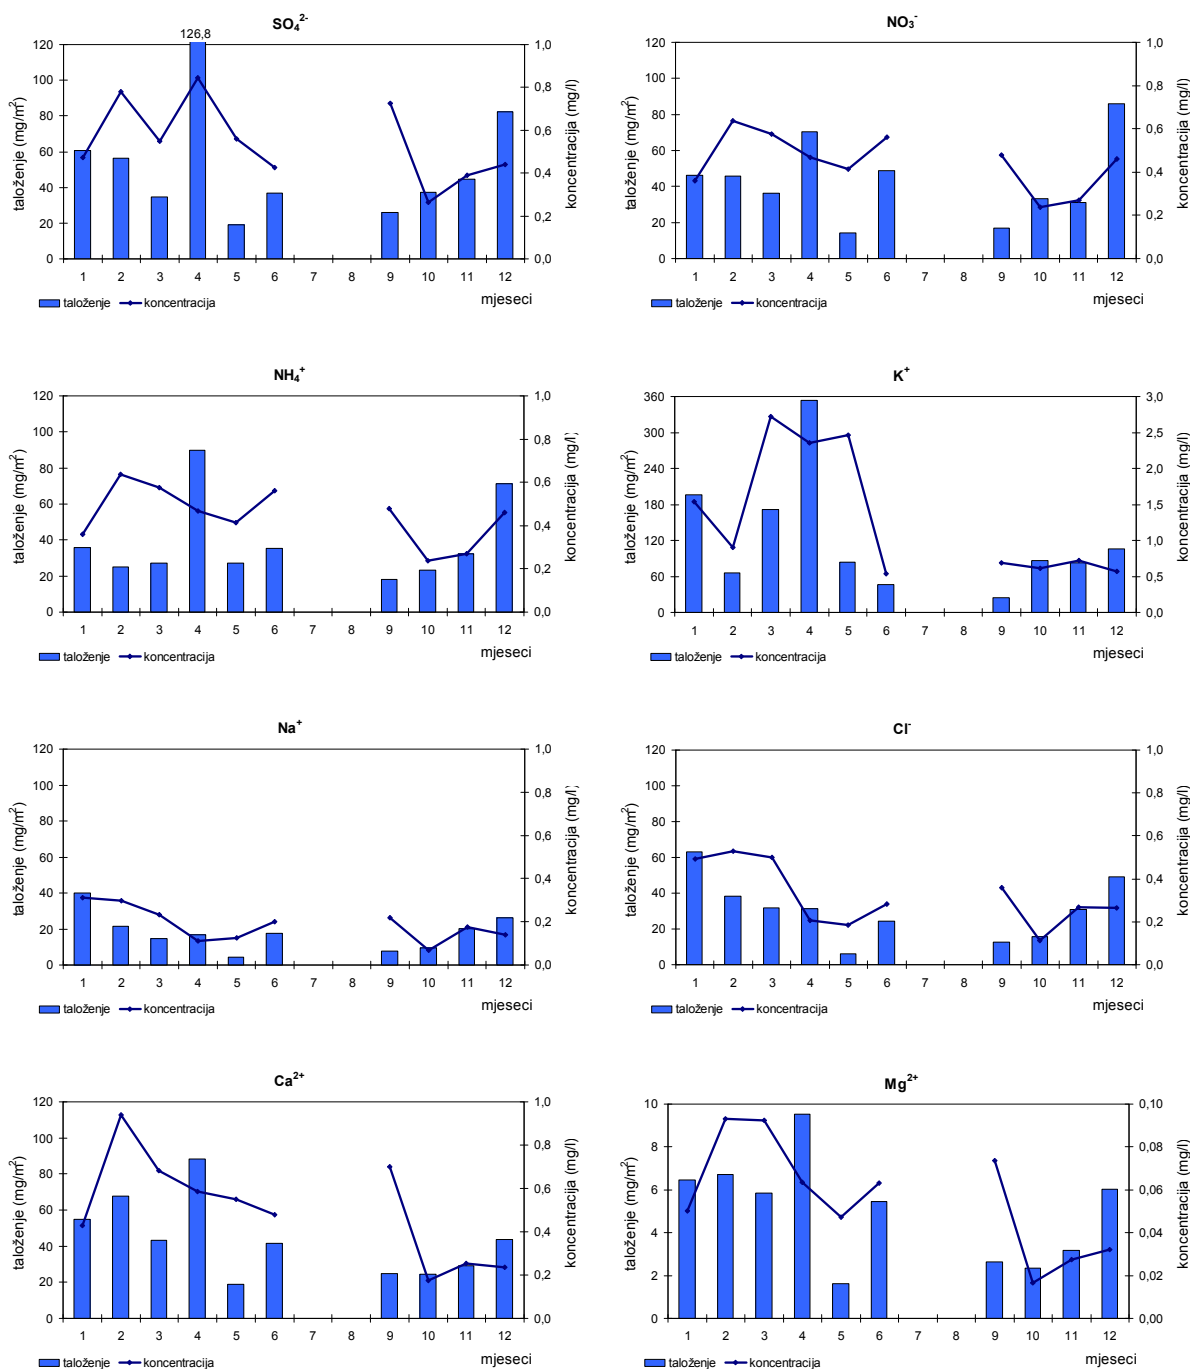 SO₄²⁻
126,8
120 100 80 60 40 20 0
taloženje (mg/m²)
1,0 0,8 0,6 0,4 0,2 0,0
koncentracija (mg/l)
1 2 3 4 5 6 7 8 9 10 11 12
mjeseci
taloženje koncentracija
NO₃⁻
120 100 80 60 40 20 0
taloženje (mg/m²)
1,0 0,8 0,6 0,4 0,2 0,0
koncentracija (mg/l)
1 2 3 4 5 6 7 8 9 10 11 12
mjeseci
taloženje koncentracija
NH₄⁺
120 100 80 60 40 20 0
taloženje (mg/m²)
1,0 0,8 0,6 0,4 0,2 0,0
koncentracija (mg/l)
1 2 3 4 5 6 7 8 9 10 11 12
mjeseci
taloženje koncentracija
K⁺
360 300 240 180 120 60 0
taloženje (mg/m²)
3,0 2,5 2,0 1,5 1,0 0,5 0,0
koncentracija (mg/l)
1 2 3 4 5 6 7 8 9 10 11 12
mjeseci
taloženje koncentracija
Na⁺
120 100 80 60 40 20 0
taloženje (mg/m²)
1,0 0,8 0,6 0,4 0,2 0,0
koncentracija (mg/l)
1 2 3 4 5 6 7 8 9 10 11 12
mjeseci
taloženje koncentracija
Cl⁻
120 100 80 60 40 20 0
taloženje (mg/m²)
1,0 0,8 0,6 0,4 0,2 0,0
koncentracija (mg/l)
1 2 3 4 5 6 7 8 9 10 11 12
mjeseci
taloženje koncentracija
Ca²⁺
120 100 80 60 40 20 0
taloženje (mg/m²)
1,0 0,8 0,6 0,4 0,2 0,0
koncentracija (mg/l)
1 2 3 4 5 6 7 8 9 10 11 12
mjeseci
taloženje koncentracija
Mg²⁺
10 8 6 4 2 0
taloženje (mg/m²)
0,10 0,08 0,06 0,04 0,02 0,00
koncentracija (mg/l)
1 2 3 4 5 6 7 8 9 10 11 12
mjeseci
taloženje koncentracija